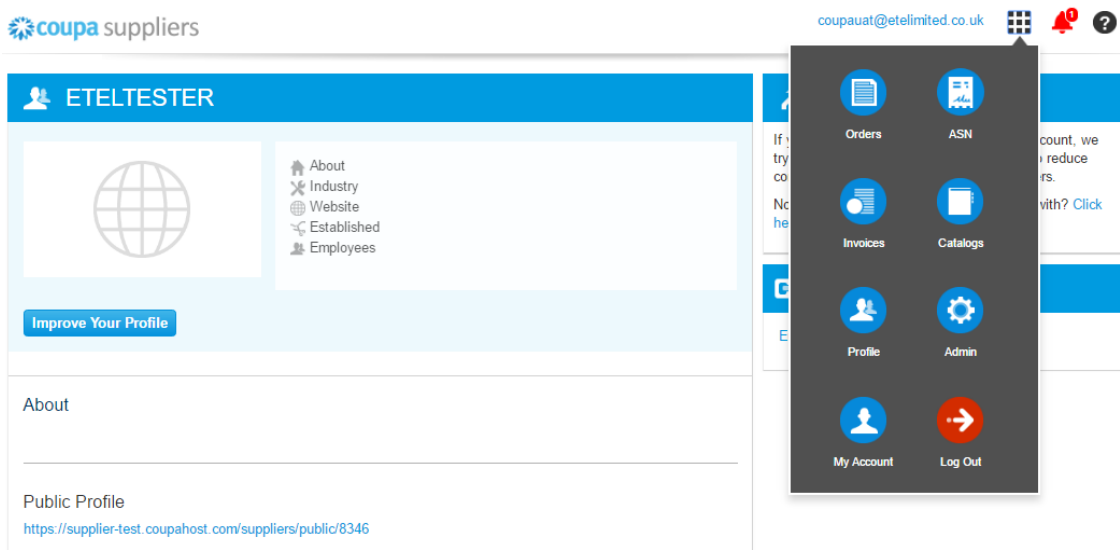 coupa suppliers
coupauat@etelimited.co.uk
1
?
ETELTESTER
About
Industry
Website
Established
Employees
Improve Your Profile
About
Public Profile
https://supplier-test.coupahost.com/suppliers/public/8346
Orders
ASN
Invoices
Catalogs
Profile
Admin
My Account
Log Out
If
count, we
try
reduce
co
rs.
No
with? Click
he
E